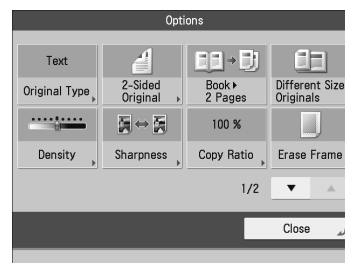 Options
Text
Original Type
2-Sided
Original
Book▸
2 Pages
Different Size
Originals
Density
Sharpness
100 %
Copy Ratio
Erase Frame
1/2
Close